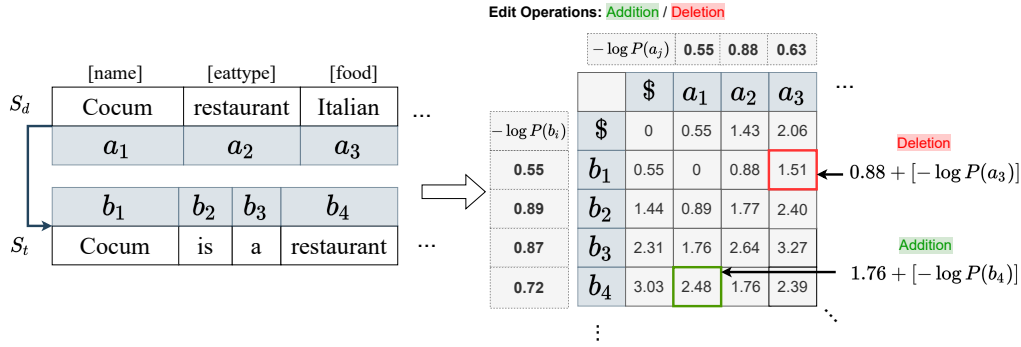 Edit Operations: Addition / Deletion
− log P(a_j) 0.55 0.88 0.63
[name] [eattype] [food]
S_d Cocum restaurant Italian ...
a_1 a_2 a_3
b_1 b_2 b_3 b_4
S_t Cocum is a restaurant ...
− log P(b_i)
0.55
0.89
0.87
0.72
$ a_1 a_2 a_3 ...
$ 0 0.55 1.43 2.06
b_1 0.55 0 0.88 1.51
b_2 1.44 0.89 1.77 2.40
b_3 2.31 1.76 2.64 3.27
b_4 3.03 2.48 1.76 2.39
⋮ ⋱
Deletion
0.88 + [− log P(a_3)]
Addition
1.76 + [− log P(b_4)]